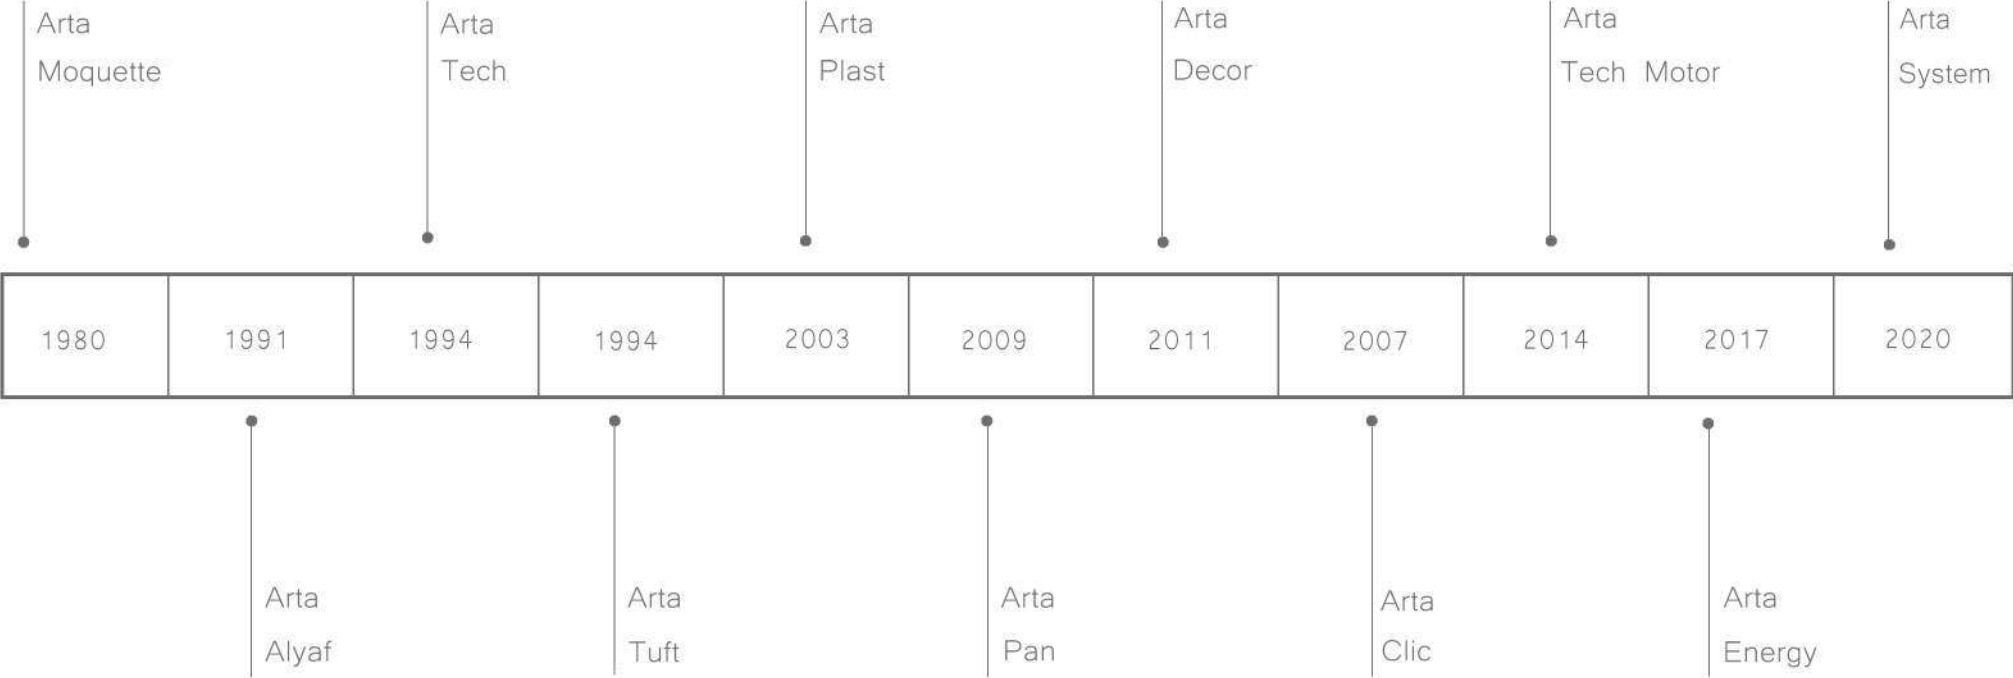 Arta
Moquette
Arta
Tech
Arta
Plast
Arta
Decor
Arta
Tech Motor
Arta
System
1980
1991
1994
1994
2003
2009
2011
2007
2014
2017
2020
Arta
Alyaf
Arta
Tuft
Arta
Pan
Arta
Clic
Arta
Energy